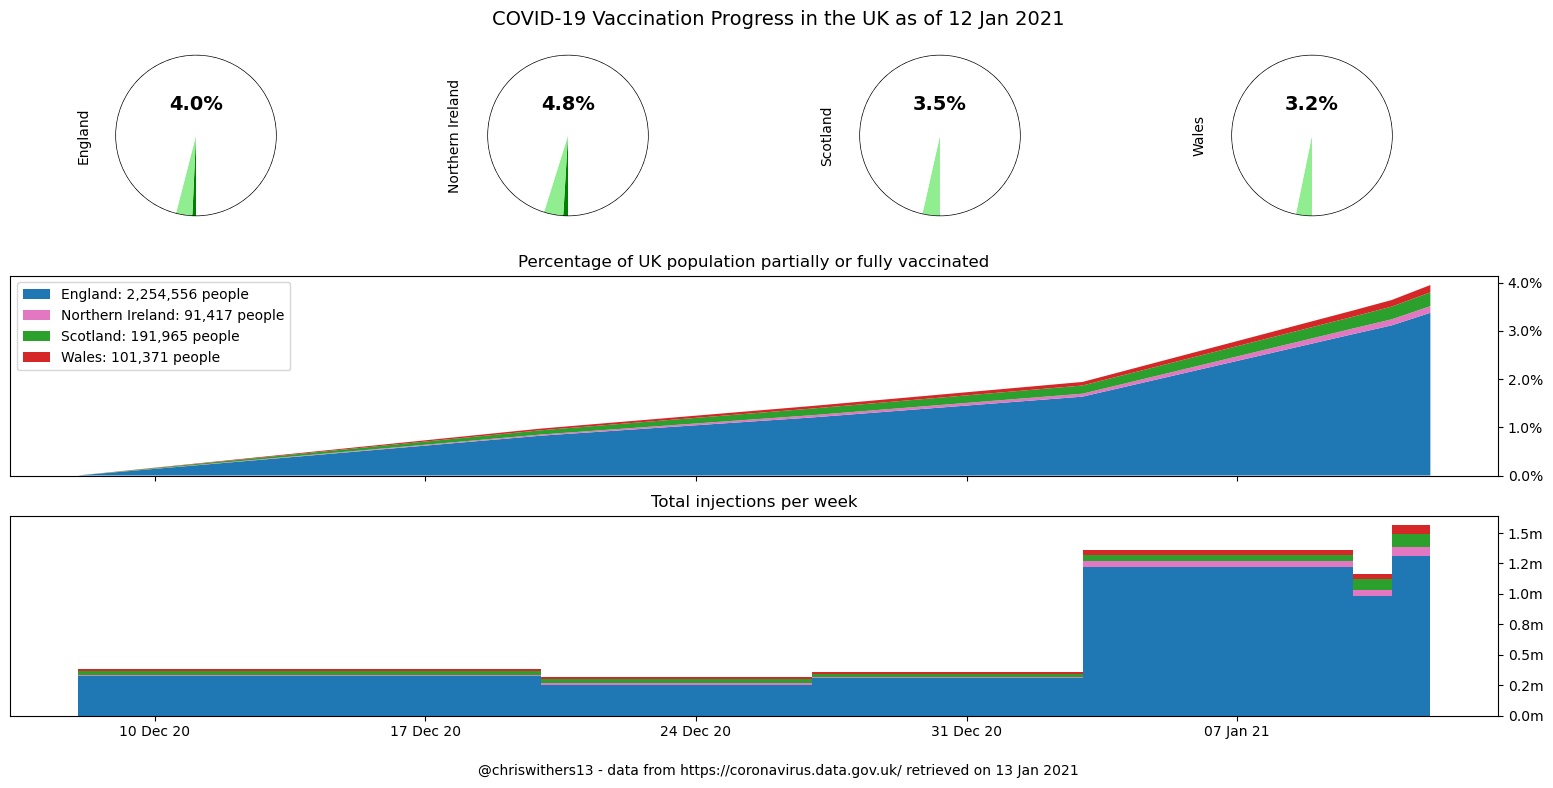 COVID-19 Vaccination Progress in the UK as of 12 Jan 2021
England
4.0%
Northern Ireland
4.8%
Scotland
3.5%
Wales
3.2%
Percentage of UK population partially or fully vaccinated
England: 2,254,556 people
Northern Ireland: 91,417 people
Scotland: 191,965 people
Wales: 101,371 people
4.0%
3.0%
2.0%
1.0%
0.0%
Total injections per week
1.5m
1.2m
1.0m
0.8m
0.5m
0.2m
0.0m
10 Dec 20
17 Dec 20
24 Dec 20
31 Dec 20
07 Jan 21
@chriswithers13 - data from https://coronavirus.data.gov.uk/ retrieved on 13 Jan 2021